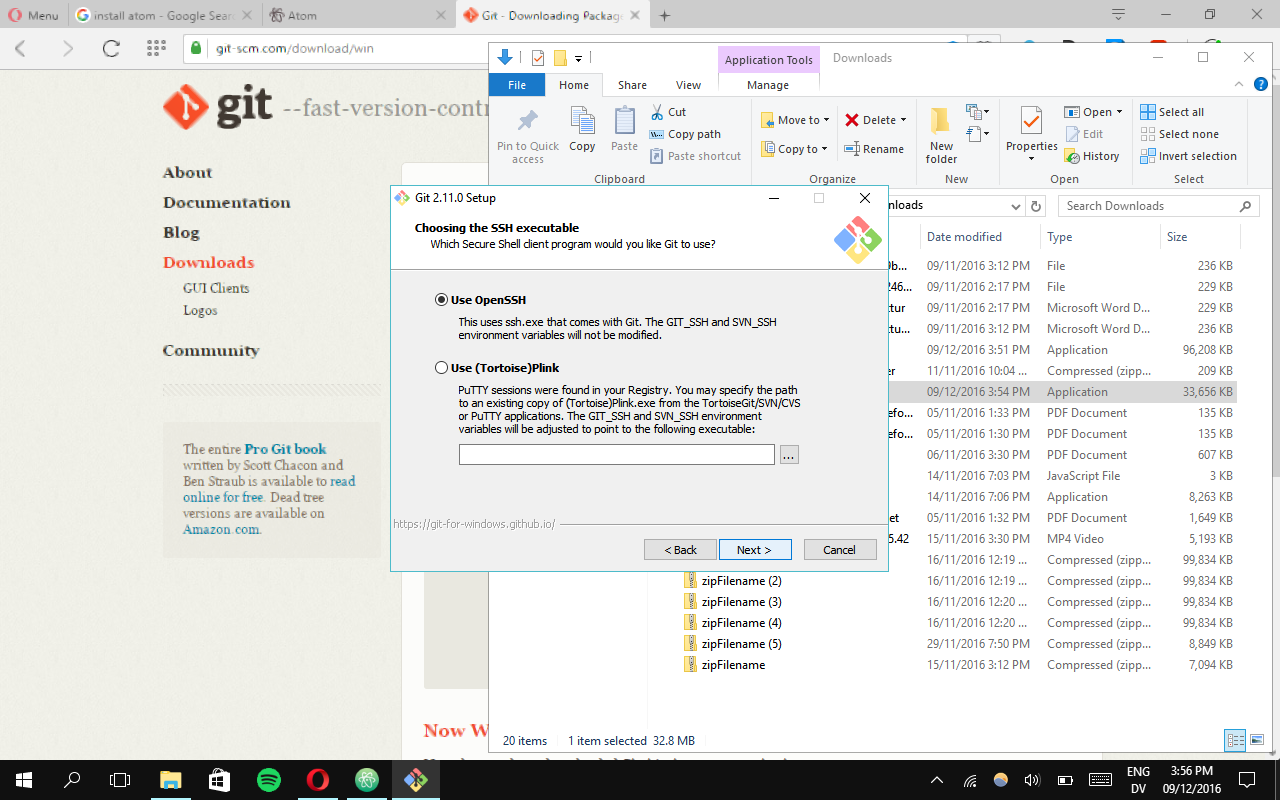 Menu
install atom - Google Sear
Atom
Git - Downloading Package
git-scm.com/download/win
git --fast-version-contr
About
Documentation
Blog
Downloads
GUI Clients
Logos
Community
The entire Pro Git book
written by Scott Chacon and
Ben Straub is available to read
online for free. Dead tree
versions are available on
Amazon.com.
Now W
Application Tools
Downloads
File
Home
Share
View
Manage
Pin to Quick
access
Copy
Paste
Cut
Copy path
Paste shortcut
Clipboard
Move to
Copy to
Delete
Rename
Organize
New
folder
New
Properties
Open
Edit
History
Open
Select all
Select none
Invert selection
Select
nloads
Search Downloads
Date modified Type Size
9b... 09/11/2016 3:12 PM File 236 KB
246... 09/11/2016 2:17 PM File 229 KB
ctur 09/11/2016 2:17 PM Microsoft Word D... 229 KB
ctu... 09/11/2016 3:12 PM Microsoft Word D... 236 KB
09/12/2016 3:51 PM Application 96,208 KB
er 11/11/2016 10:04 ... Compressed (zipp... 209 KB
09/12/2016 3:54 PM Application 33,656 KB
efo... 05/11/2016 1:33 PM PDF Document 135 KB
efo... 05/11/2016 1:30 PM PDF Document 135 KB
06/11/2016 3:30 PM PDF Document 607 KB
14/11/2016 7:03 PM JavaScript File 3 KB
14/11/2016 7:06 PM Application 8,263 KB
et 05/11/2016 1:32 PM PDF Document 1,649 KB
5.42 15/11/2016 3:30 PM MP4 Video 5,193 KB
16/11/2016 12:19 ... Compressed (zipp... 99,834 KB
zipFilename (2) 16/11/2016 12:19 ... Compressed (zipp... 99,834 KB
zipFilename (3) 16/11/2016 12:20 ... Compressed (zipp... 99,834 KB
zipFilename (4) 16/11/2016 12:20 ... Compressed (zipp... 99,834 KB
zipFilename (5) 29/11/2016 7:50 PM Compressed (zipp... 8,849 KB
zipFilename 15/11/2016 3:12 PM Compressed (zipp... 7,094 KB
20 items 1 item selected 32.8 MB
Git 2.11.0 Setup
Choosing the SSH executable
Which Secure Shell client program would you like Git to use?
Use OpenSSH
This uses ssh.exe that comes with Git. The GIT_SSH and SVN_SSH
environment variables will not be modified.
Use (Tortoise)Plink
PuTTY sessions were found in your Registry. You may specify the path
to an existing copy of (Tortoise)Plink.exe from the TortoiseGit/SVN/CVS
or PuTTY applications. The GIT_SSH and SVN_SSH environment
variables will be adjusted to point to the following executable:
...
https://git-for-windows.github.io/
< Back Next > Cancel
ENG
DV
3:56 PM
09/12/2016